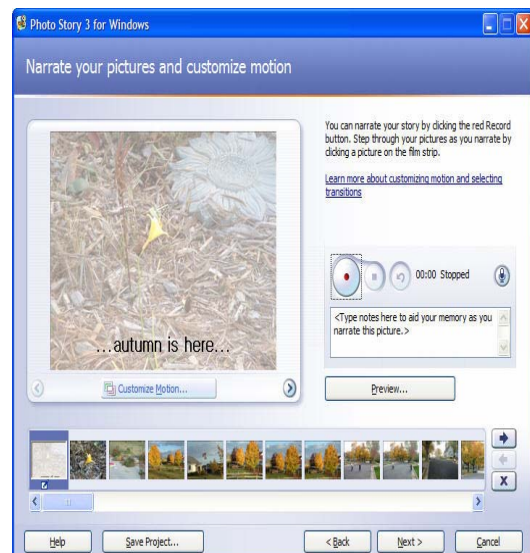 Photo Story 3 for Windows
Narrate your pictures and customize motion
You can narrate your story by clicking the red Record
button. Step through your pictures as you narrate by
clicking a picture on the film strip.
Learn more about customizing motion and selecting
transitions
00:00 Stopped
<Type notes here to aid your memory as you
narrate this picture.>
...autumn is here...
Customize Motion...
Preview...
Help
Save Project...
< Back
Next >
Cancel